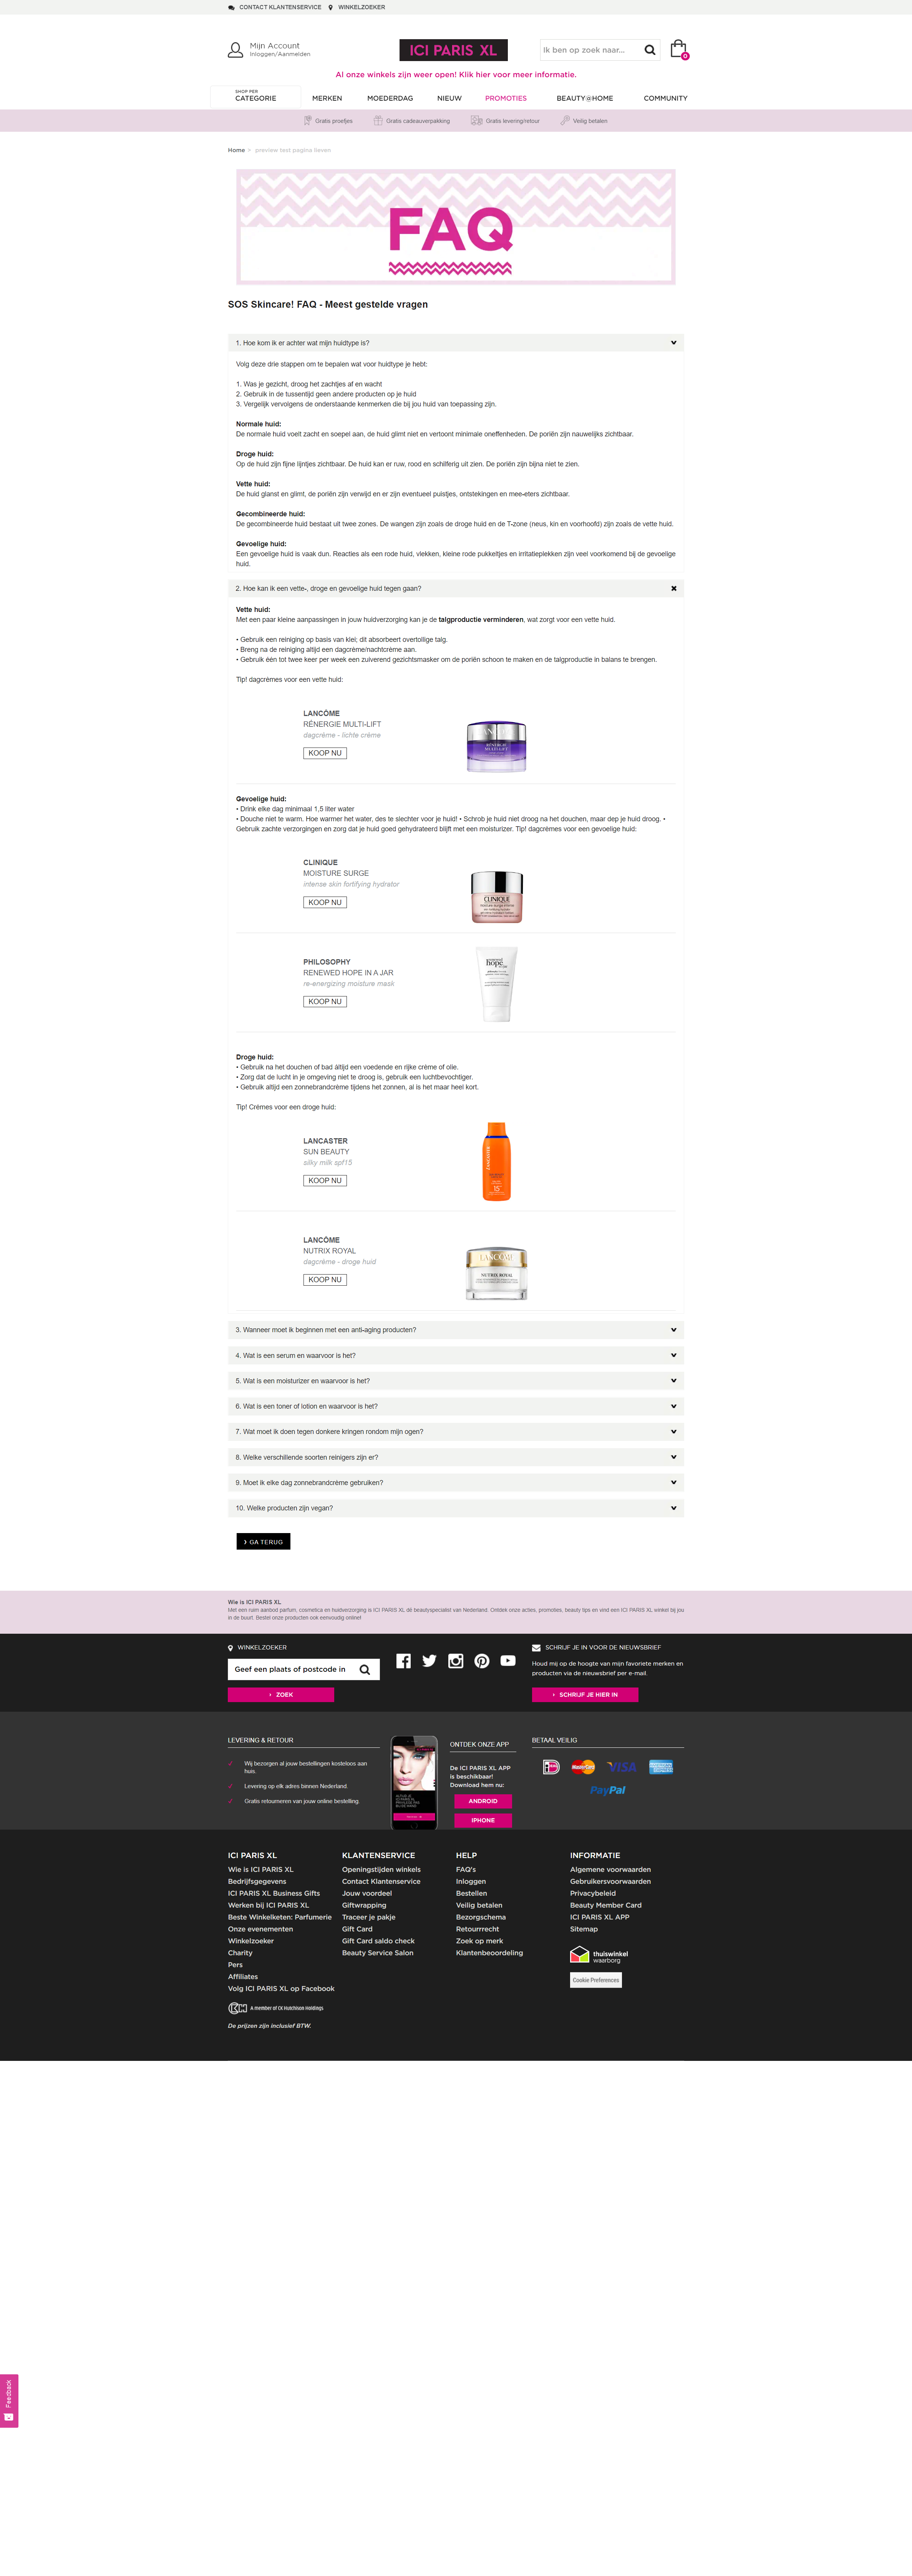 CONTACT KLANTENSERVICE WINKELZOEKER
Mijn Account
Inloggen/Aanmelden
ICI PARIS XL
Ik ben op zoek naar...
0
Al onze winkels zijn weer open! Klik hier voor meer informatie.
SHOP PER
CATEGORIE MERKEN MOEDERDAG NIEUW PROMOTIES BEAUTY@HOME COMMUNITY
Gratis proefjes Gratis cadeauverpakking Gratis levering/retour Veilig betalen
Home > preview test pagina lieven
FAQ
SOS Skincare! FAQ - Meest gestelde vragen
1. Hoe kom ik er achter wat mijn huidtype is?
Volg deze drie stappen om te bepalen wat voor huidtype je hebt:
1. Was je gezicht, droog het zachtjes af en wacht
2. Gebruik in de tussentijd geen andere producten op je huid
3. Vergelijk vervolgens de onderstaande kenmerken die bij jou huid van toepassing zijn.
Normale huid:
De normale huid voelt zacht en soepel aan, de huid glimt niet en vertoont minimale oneffenheden. De poriën zijn nauwelijks zichtbaar.
Droge huid:
Op de huid zijn fijne lijntjes zichtbaar. De huid kan er ruw, rood en schilferig uit zien. De poriën zijn bijna niet te zien.
Vette huid:
De huid glanst en glimt, de poriën zijn verwijd en er zijn eventueel puistjes, ontstekingen en mee-eters zichtbaar.
Gecombineerde huid:
De gecombineerde huid bestaat uit twee zones. De wangen zijn zoals de droge huid en de T-zone (neus, kin en voorhoofd) zijn zoals de vette huid.
Gevoelige huid:
Een gevoelige huid is vaak dun. Reacties als een rode huid, vlekken, kleine rode pukkeltjes en irritatieplekken zijn veel voorkomend bij de gevoelige
huid.
2. Hoe kan ik een vette-, droge en gevoelige huid tegen gaan?
Vette huid:
Met een paar kleine aanpassingen in jouw huidverzorging kan je de talgproductie verminderen, wat zorgt voor een vette huid.
• Gebruik een reiniging op basis van klei; dit absorbeert overtollige talg.
• Breng na de reiniging altijd een dagcrème/nachtcrème aan.
• Gebruik één tot twee keer per week een zuiverend gezichtsmasker om de poriën schoon te maken en de talgproductie in balans te brengen.
Tip! dagcrèmes voor een vette huid:
LANCÔME
RÉNERGIE MULTI-LIFT
dagcrème - lichte crème
KOOP NU
Gevoelige huid:
• Drink elke dag minimaal 1,5 liter water
• Douche niet te warm. Hoe warmer het water, des te slechter voor je huid! • Schrob je huid niet droog na het douchen, maar dep je huid droog. •
Gebruik zachte verzorgingen en zorg dat je huid goed gehydrateerd blijft met een moisturizer. Tip! dagcrèmes voor een gevoelige huid:
CLINIQUE
MOISTURE SURGE
intense skin fortifying hydrator
KOOP NU
CLINIQUE
PHILOSOPHY
RENEWED HOPE IN A JAR
re-energizing moisture mask
KOOP NU
hope
Droge huid:
• Gebruik na het douchen of bad áltijd een voedende en rijke crème of olie.
• Zorg dat de lucht in je omgeving niet te droog is, gebruik een luchtbevochtiger.
• Gebruik altijd een zonnebrandcrème tijdens het zonnen, al is het maar heel kort.
Tip! Crèmes voor een droge huid:
LANCASTER
SUN BEAUTY
silky milk spf15
KOOP NU
LANCASTER
15
LANCÔME
NUTRIX ROYAL
dagcrème - droge huid
KOOP NU
LANCÔME
NUTRIX ROYAL
3. Wanneer moet ik beginnen met een anti-aging producten?
4. Wat is een serum en waarvoor is het?
5. Wat is een moisturizer en waarvoor is het?
6. Wat is een toner of lotion en waarvoor is het?
7. Wat moet ik doen tegen donkere kringen rondom mijn ogen?
8. Welke verschillende soorten reinigers zijn er?
9. Moet ik elke dag zonnebrandcrème gebruiken?
10. Welke producten zijn vegan?
› GA TERUG
Wie is ICI PARIS XL
Met een ruim aanbod parfum, cosmetica en huidverzorging is ICI PARIS XL dé beautyspecialist van Nederland. Ontdek onze acties, promoties, beauty tips en vind een ICI PARIS XL winkel bij jou
in de buurt. Bestel onze producten ook eenvoudig online!
WINKELZOEKER
Geef een plaats of postcode in
› ZOEK
SCHRIJF JE IN VOOR DE NIEUWSBRIEF
Houd mij op de hoogte van mijn favoriete merken en
producten via de nieuwsbrief per e-mail.
› SCHRIJF JE HIER IN
LEVERING & RETOUR
Wij bezorgen al jouw bestellingen kosteloos aan
huis.
Levering op elk adres binnen Nederland.
Gratis retourneren van jouw online bestelling.
ONTDEK ONZE APP
De ICI PARIS XL APP
is beschikbaar!
Download hem nu:
ANDROID
IPHONE
BETAAL VEILIG
iDEAL MasterCard VISA
PayPal
ICI PARIS XL
Wie is ICI PARIS XL
Bedrijfsgegevens
ICI PARIS XL Business Gifts
Werken bij ICI PARIS XL
Beste Winkelketen: Parfumerie
Onze evenementen
Winkelzoeker
Charity
Pers
Affiliates
Volg ICI PARIS XL op Facebook
A member of CK Hutchison Holdings
De prijzen zijn inclusief BTW.
KLANTENSERVICE
Openingstijden winkels
Contact Klantenservice
Jouw voordeel
Giftwrapping
Traceer je pakje
Gift Card
Gift Card saldo check
Beauty Service Salon
HELP
FAQ's
Inloggen
Bestellen
Veilig betalen
Bezorgschema
Retourrrecht
Zoek op merk
Klantenbeoordeling
INFORMATIE
Algemene voorwaarden
Gebruikersvoorwaarden
Privacybeleid
Beauty Member Card
ICI PARIS XL APP
Sitemap
thuiswinkel
waarborg
Cookie Preferences
Feedback